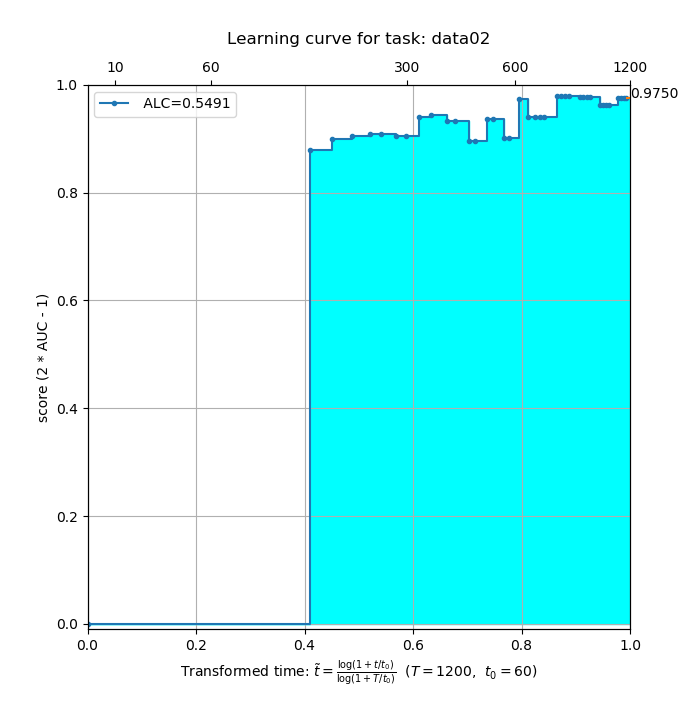 Learning curve for task: data02
10 60 300 600 1200
1.0 0.8 0.6 0.4 0.2 0.0
ALC=0.5491
0.9750
score (2 * AUC - 1)
0.0 0.2 0.4 0.6 0.8 1.0
Transformed time: t̃ = log(1 + t/t₀) / log(1 + T/t₀) (T = 1200, t₀ = 60)